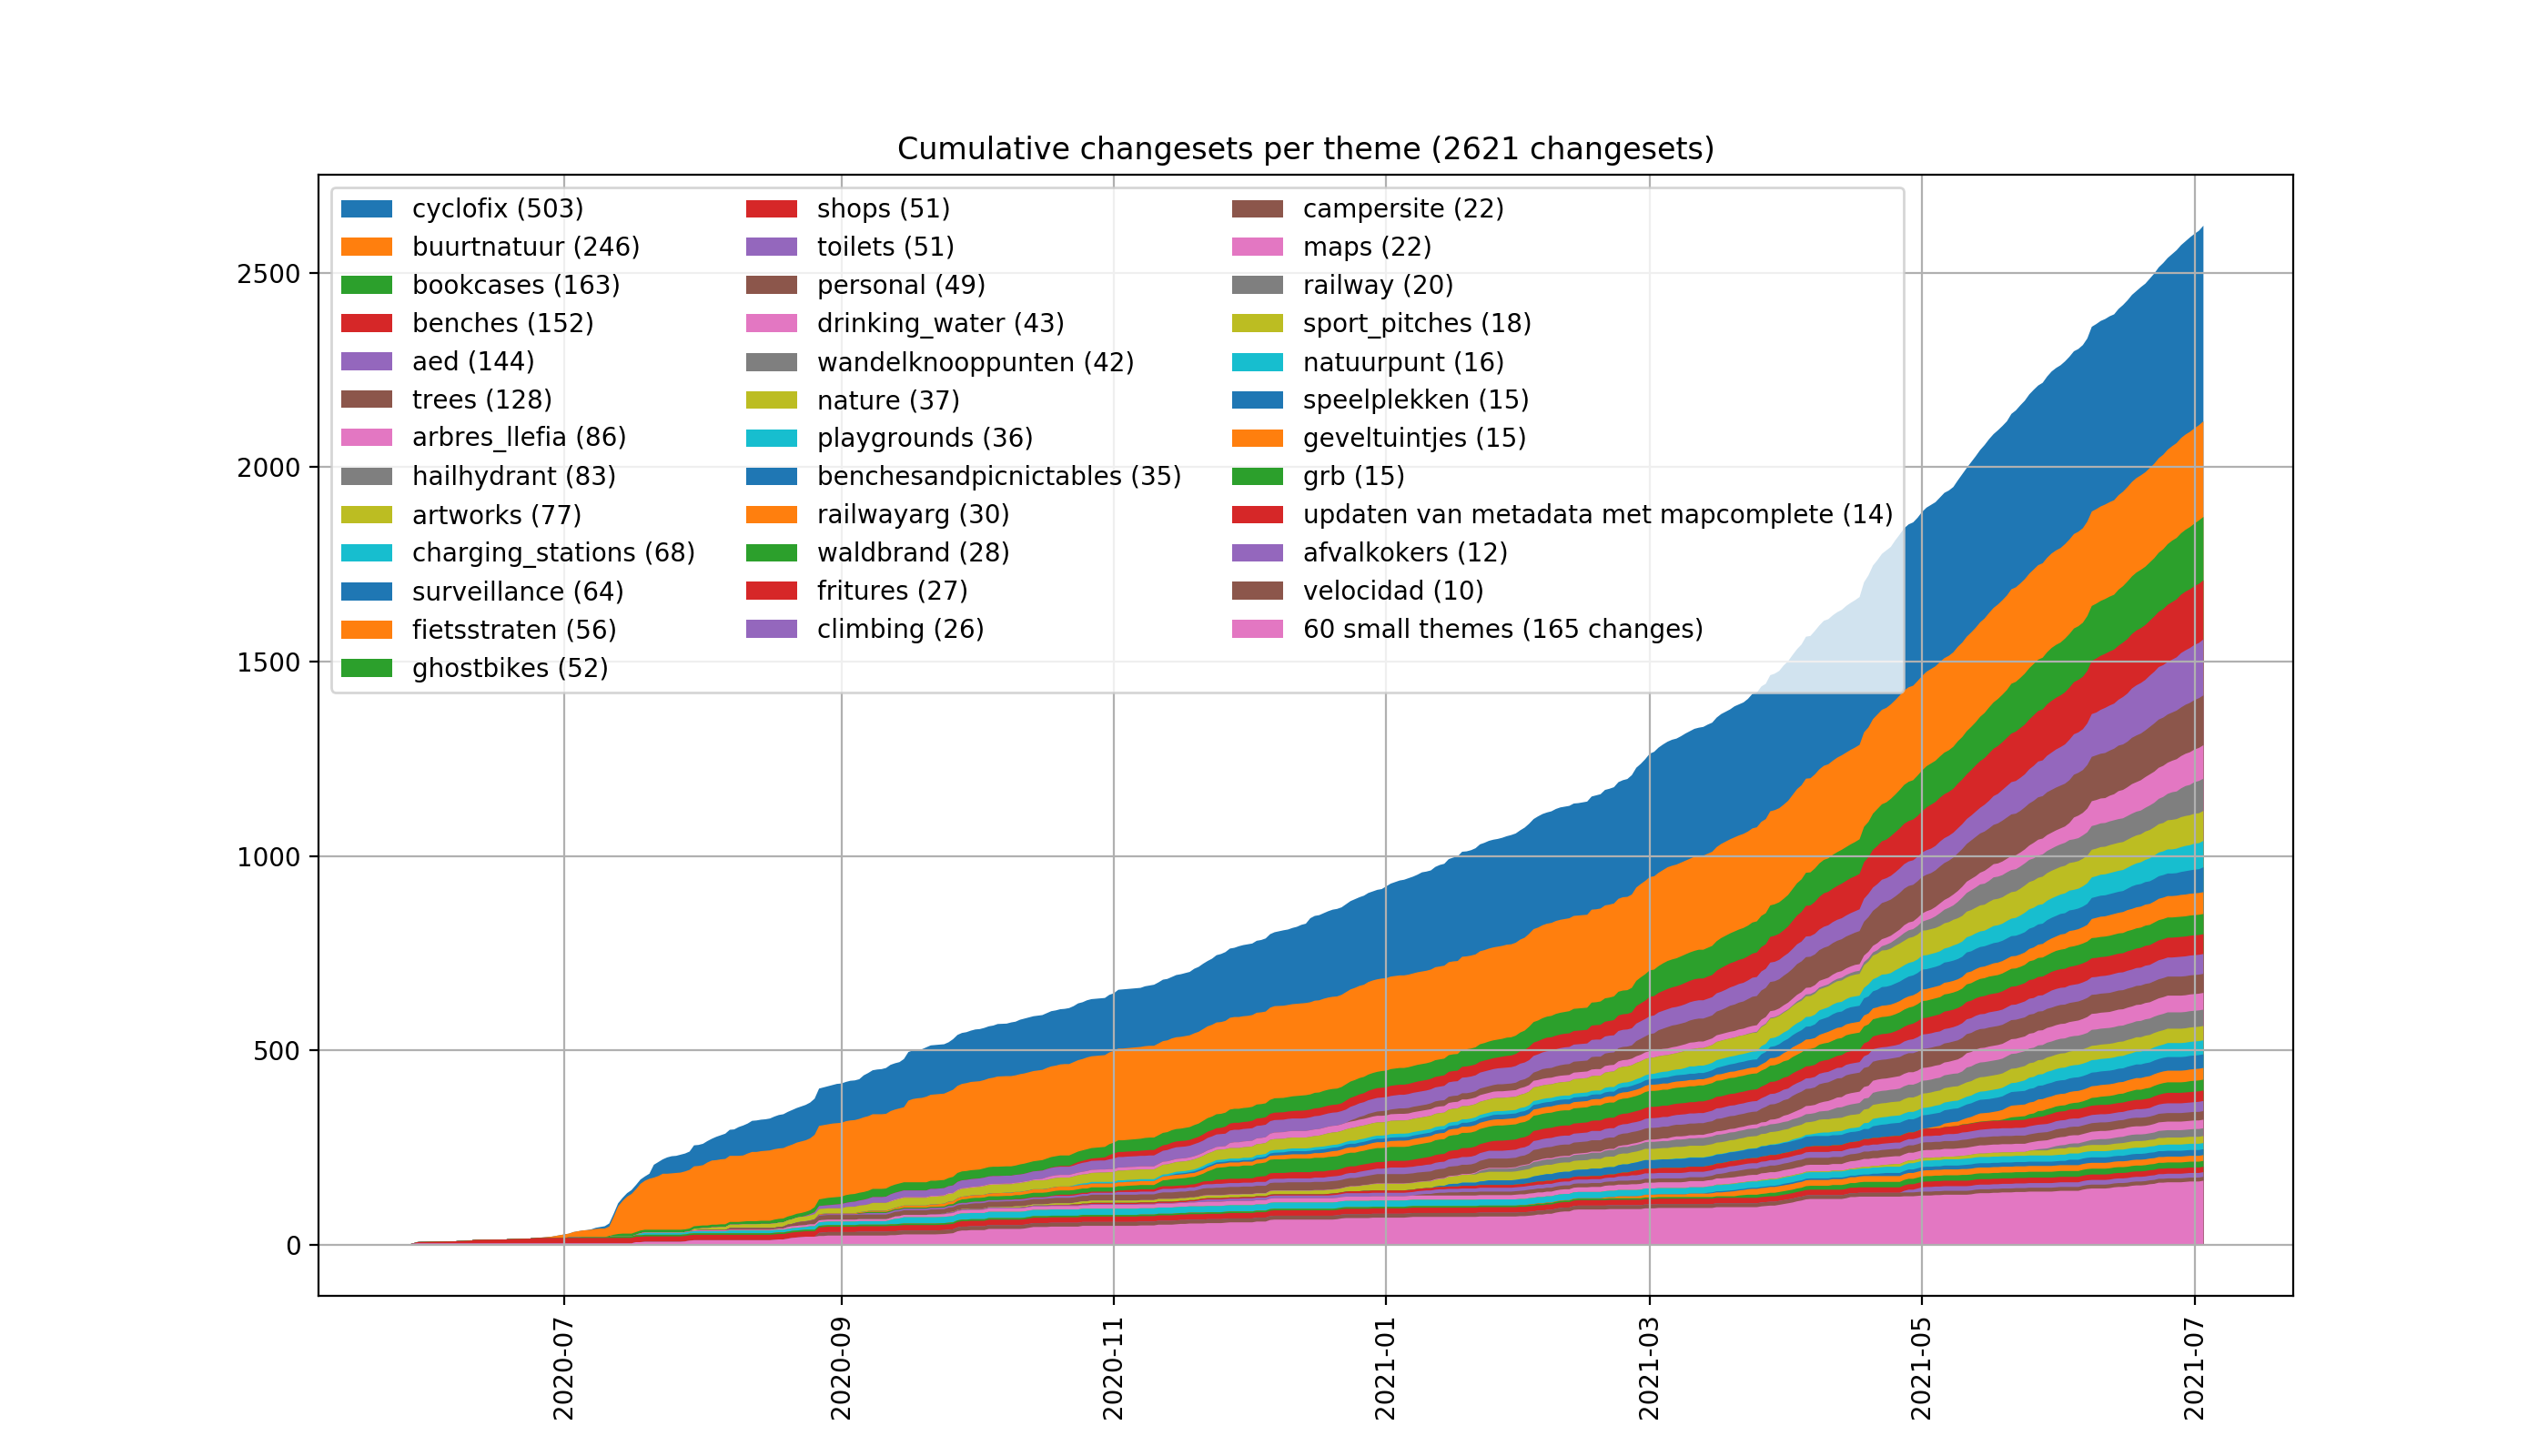 Cumulative changesets per theme (2621 changesets)
cyclofix (503)
buurtnatuur (246)
bookcases (163)
benches (152)
aed (144)
trees (128)
arbres_llefia (86)
hailhydrant (83)
artworks (77)
charging_stations (68)
surveillance (64)
fietsstraten (56)
ghostbikes (52)
shops (51)
toilets (51)
personal (49)
drinking_water (43)
wandelknooppunten (42)
nature (37)
playgrounds (36)
benchesandpicnictables (35)
railwayarg (30)
waldbrand (28)
fritures (27)
climbing (26)
campersite (22)
maps (22)
railway (20)
sport_pitches (18)
natuurpunt (16)
speelplekken (15)
geveltuintjes (15)
grb (15)
updaten van metadata met mapcomplete (14)
afvalkokers (12)
velocidad (10)
60 small themes (165 changes)
2500
2000
1500
1000
500
0
2020-07
2020-09
2020-11
2021-01
2021-03
2021-05
2021-07